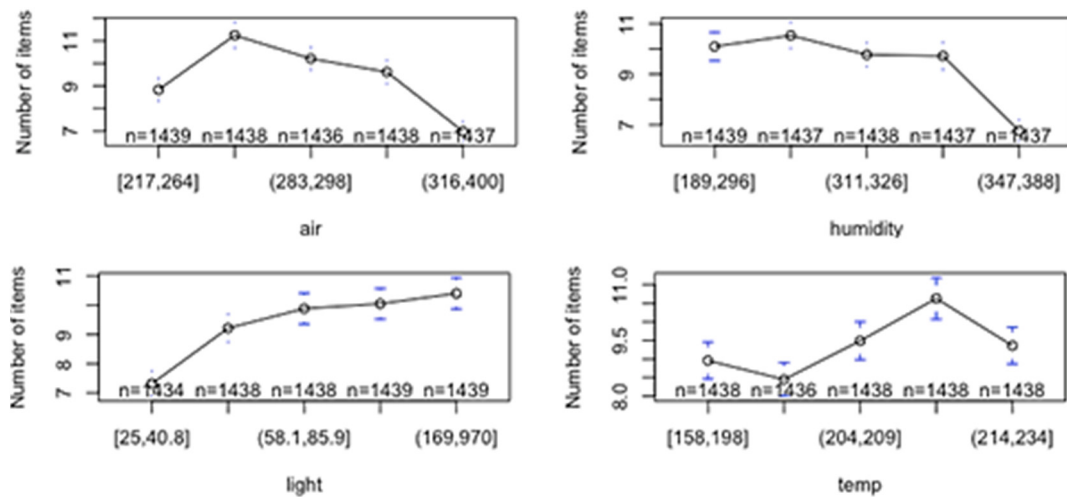 Number of items
11
9
7
n=1439 n=1438 n=1436 n=1438 n=1437
[217,264] (283,298] (316,400]
air
Number of items
11
9
7
n=1439 n=1437 n=1438 n=1437 n=1437
[189,296] (311,326] (347,388]
humidity
Number of items
11
9
8
7
n=1434 n=1438 n=1438 n=1439 n=1439
[25,40.8] (58.1,85.9] (169,970]
light
Number of items
11.0
9.5
8.0
n=1438 n=1436 n=1438 n=1438 n=1438
[158,198] (204,209] (214,234]
temp